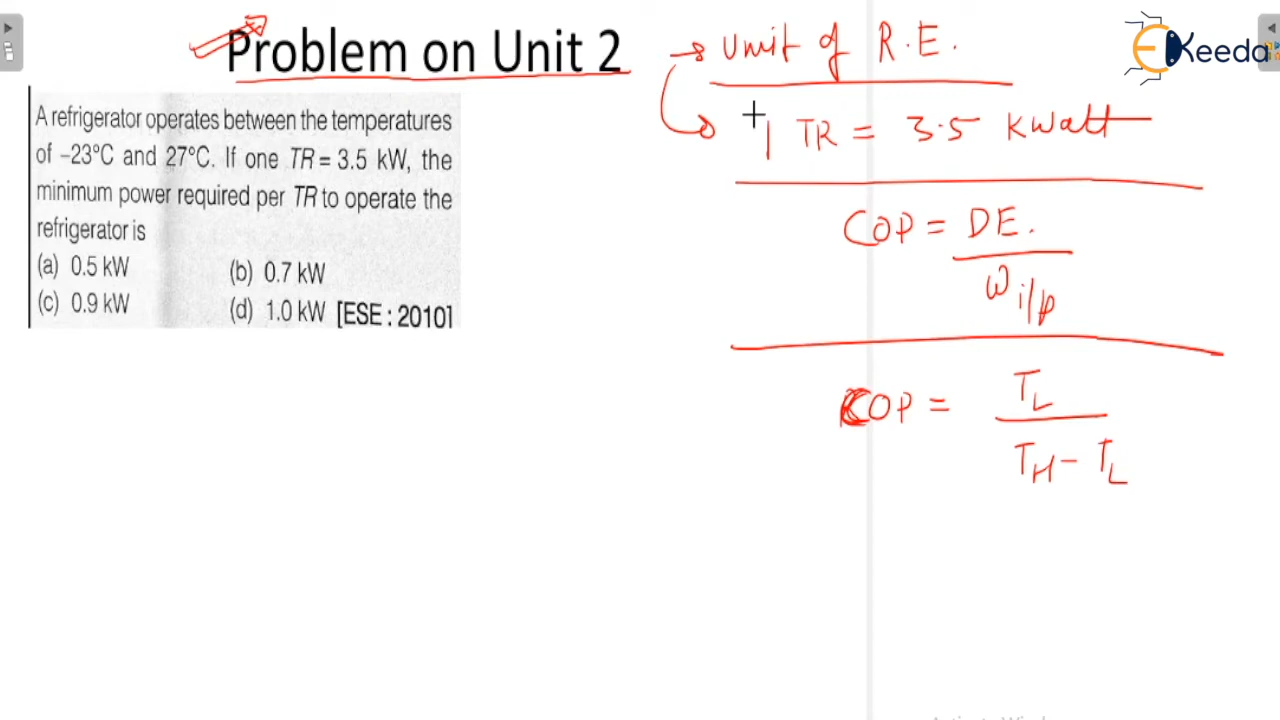 Problem on Unit 2
A refrigerator operates between the temperatures
of –23°C and 27°C. If one TR = 3.5 kW, the
minimum power required per TR to operate the
refrigerator is
(a) 0.5 kW (b) 0.7 kW
(c) 0.9 kW (d) 1.0 kW [ESE : 2010]
→ Unit of R.E.
1 TR = 3.5 kwatt
COP = D.E.
W i/p
COP = TL
TH - TL
Keeda